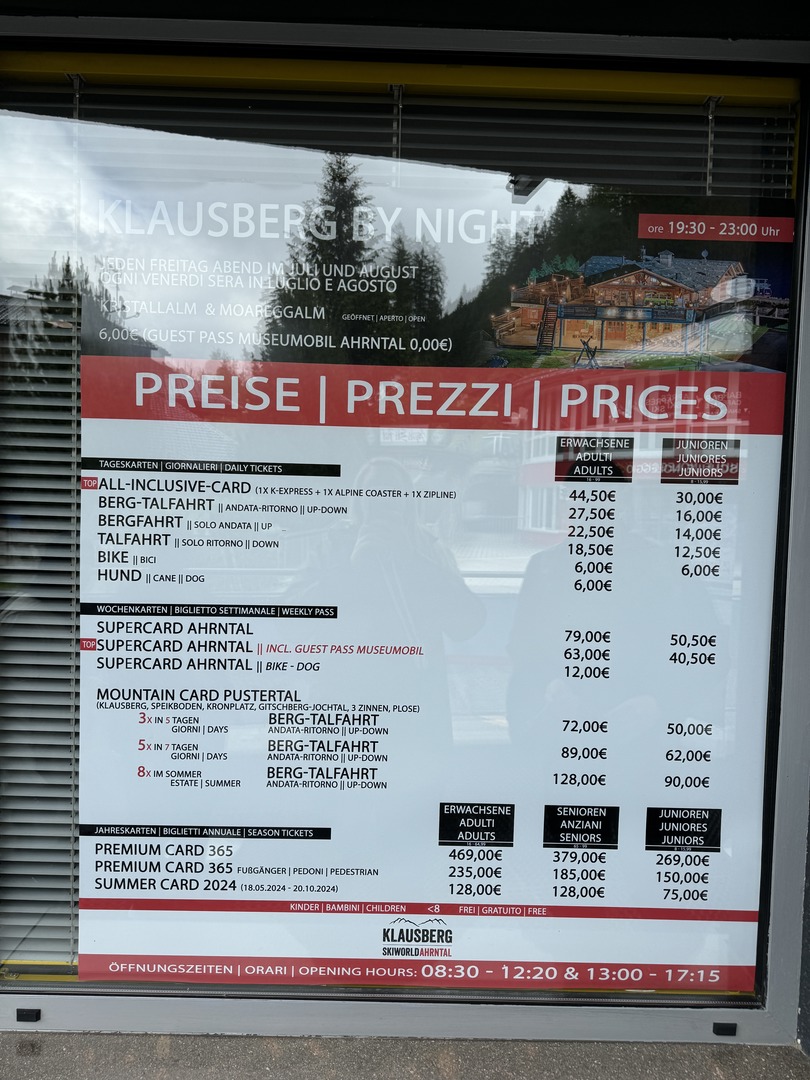 KLAUSBERG BY NIGHT
ore 19:30 - 23:00 Uhr
JEDEN FREITAG ABEND IM JULI UND AUGUST
OGNI VENERDI SERA IN LUGLIO E AGOSTO
KRISTALLALM & MOAREGGALM GEÖFFNET | APERTO | OPEN
6,00€ (GUEST PASS MUSEUMOBIL AHRNTAL 0,00€)
PREISE | PREZZI | PRICES
ERWACHSENE JUNIOREN
ADULTI JUNIORES
ADULTS JUNIORS
TAGESKARTEN | GIORNALIERI | DAILY TICKETS
TOP ALL-INCLUSIVE-CARD (1X K-EXPRESS + 1X ALPINE COASTER + 1X ZIPLINE) 44,50€ 30,00€
BERG-TALFAHRT || ANDATA-RITORNO || UP-DOWN 27,50€ 16,00€
BERGFAHRT || SOLO ANDATA || UP 22,50€ 14,00€
TALFAHRT || SOLO RITORNO || DOWN 18,50€ 12,50€
BIKE || BICI 6,00€ 6,00€
HUND || CANE || DOG 6,00€
WOCHENKARTEN | BIGLIETTO SETTIMANALE | WEEKLY PASS
SUPERCARD AHRNTAL 79,00€ 50,50€
TOP SUPERCARD AHRNTAL || INCL. GUEST PASS MUSEUMOBIL 63,00€ 40,50€
SUPERCARD AHRNTAL || BIKE - DOG 12,00€
MOUNTAIN CARD PUSTERTAL
(KLAUSBERG, SPEIKBODEN, KRONPLATZ, GITSCHBERG-JOCHTAL, 3 ZINNEN, PLOSE)
3X IN 5 TAGEN BERG-TALFAHRT 72,00€ 50,00€
GIORNI | DAYS ANDATA-RITORNO || UP-DOWN
5X IN 7 TAGEN BERG-TALFAHRT 89,00€ 62,00€
GIORNI | DAYS ANDATA-RITORNO || UP-DOWN
8X IM SOMMER BERG-TALFAHRT 128,00€ 90,00€
ESTATE | SUMMER ANDATA-RITORNO || UP-DOWN
ERWACHSENE SENIOREN JUNIOREN
ADULTI ANZIANI JUNIORES
ADULTS SENIORS JUNIORS
JAHRESKARTEN | BIGLIETTI ANNUALE | SEASON TICKETS
PREMIUM CARD 365 469,00€ 379,00€ 269,00€
PREMIUM CARD 365 FUßGÄNGER | PEDONI | PEDESTRIAN 235,00€ 185,00€ 150,00€
SUMMER CARD 2024 (18.05.2024 - 20.10.2024) 128,00€ 128,00€ 75,00€
KINDER | BAMBINI | CHILDREN <8 FREI | GRATUITO | FREE
KLAUSBERG
SKIWORLDAHRNTAL
ÖFFNUNGSZEITEN | ORARI | OPENING HOURS: 08:30 - 12:20 & 13:00 - 17:15